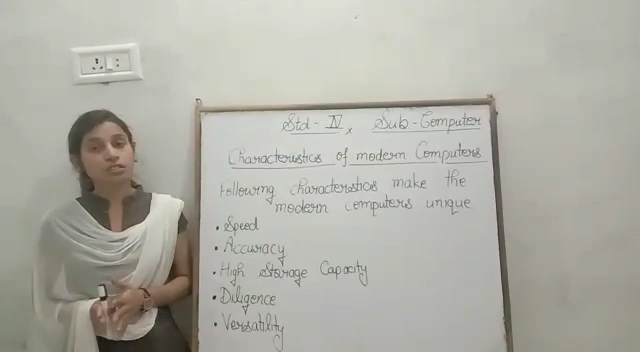 Std - IV, Sub - Computer
Characteristics of modern Computers
Following characteristics make the
modern computers unique
• Speed
• Accuracy
• High Storage Capacity
• Diligence
• Versatility